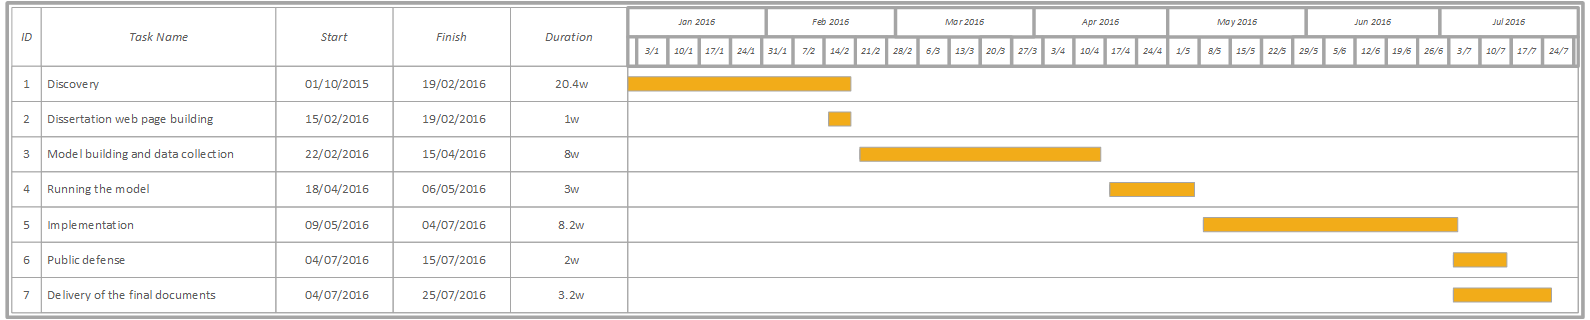 Jan 2016 Feb 2016 Mar 2016 Apr 2016 May 2016 Jun 2016 Jul 2016
ID Task Name Start Finish Duration
3/1 10/1 17/1 24/1 31/1 7/2 14/2 21/2 28/2 6/3 13/3 20/3 27/3 3/4 10/4 17/4 24/4 1/5 8/5 15/5 22/5 29/5 5/6 12/6 19/6 26/6 3/7 10/7 17/7 24/7
1 Discovery 01/10/2015 19/02/2016 20.4w
2 Dissertation web page building 15/02/2016 19/02/2016 1w
3 Model building and data collection 22/02/2016 15/04/2016 8w
4 Running the model 18/04/2016 06/05/2016 3w
5 Implementation 09/05/2016 04/07/2016 8.2w
6 Public defense 04/07/2016 15/07/2016 2w
7 Delivery of the final documents 04/07/2016 25/07/2016 3.2w